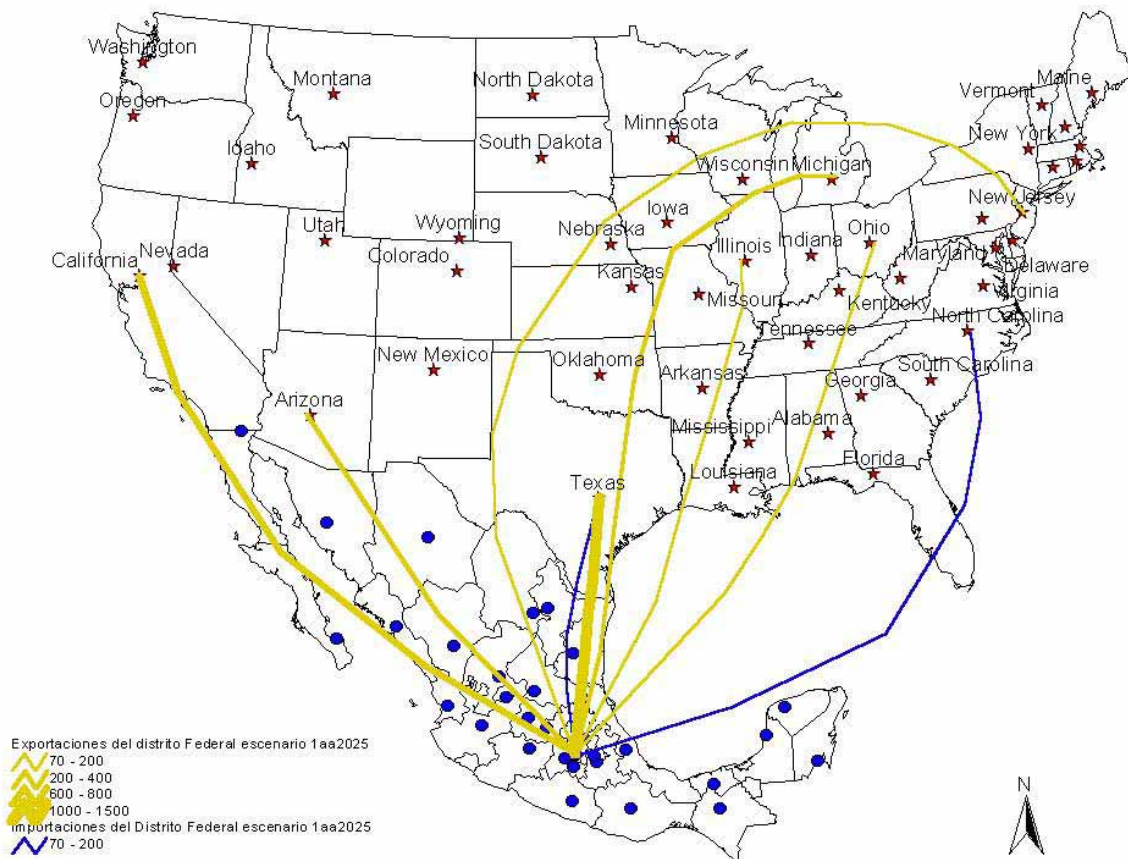 Washington
Montana
North Dakota
Maine
Vermont
Oregon
Minnesota
New York
South Dakota
Idaho
Wisconsin
Michigan
New Jersey
Iowa
Utah
Wyoming
Nebraska
Ohio
Illinois
Indiana
Nevada
California
Colorado
Maryland
Kansas
Delaware
Missouri
Kentucky
Virginia
North Carolina
Tennessee
New Mexico
Oklahoma
Arkansas
South Carolina
Georgia
Arizona
Mississippi
Alabama
Florida
Louisiana
Texas
Exportaciones del distrito Federal escenario 1aa2025
70 - 200
200 - 400
600 - 800
1000 - 1500
Importaciones del Distrito Federal escenario 1aa2025
70 - 200
N